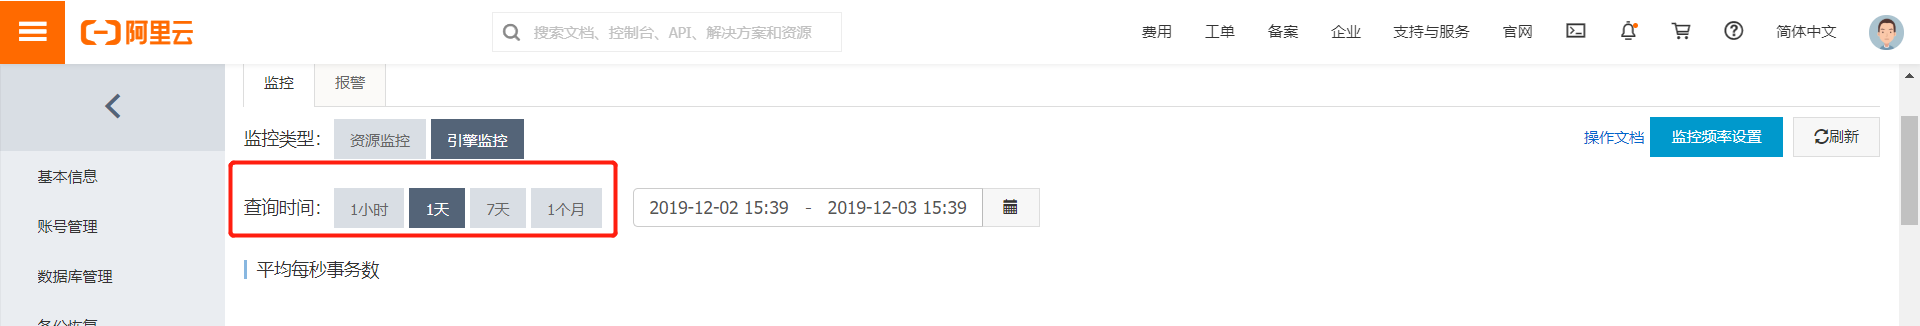 阿里云 搜索文档、控制台、API、解决方案和资源 费用 工单 备案 企业 支持与服务 官网 简体中文
监控 报警
监控类型： 资源监控 引擎监控 操作文档 监控频率设置 刷新
基本信息
查询时间： 1小时 1天 7天 1个月 2019-12-02 15:39 - 2019-12-03 15:39
账号管理
平均每秒事务数
数据库管理
备份恢复